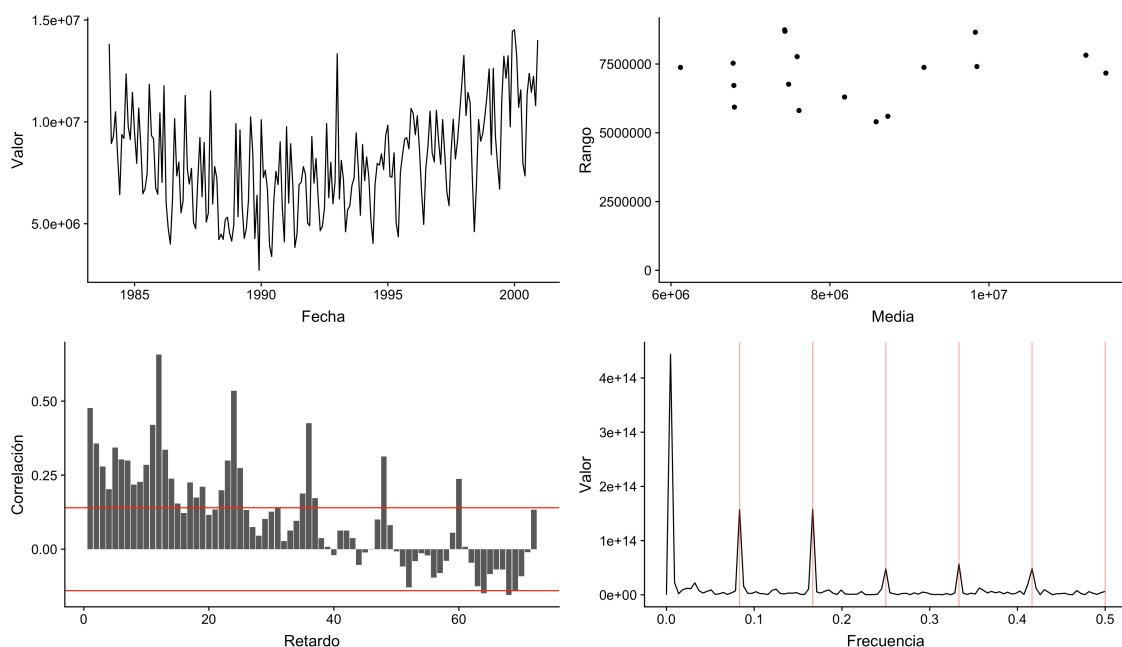 1.5e+07
1.0e+07
5.0e+06
Valor
1985
1990
1995
2000
Fecha
7500000
5000000
2500000
0
Rango
6e+06
8e+06
1e+07
Media
0.50
0.25
0.00
Correlación
0
20
40
60
Retardo
4e+14
3e+14
2e+14
1e+14
0e+00
Valor
0.0
0.1
0.2
0.3
0.4
0.5
Frecuencia